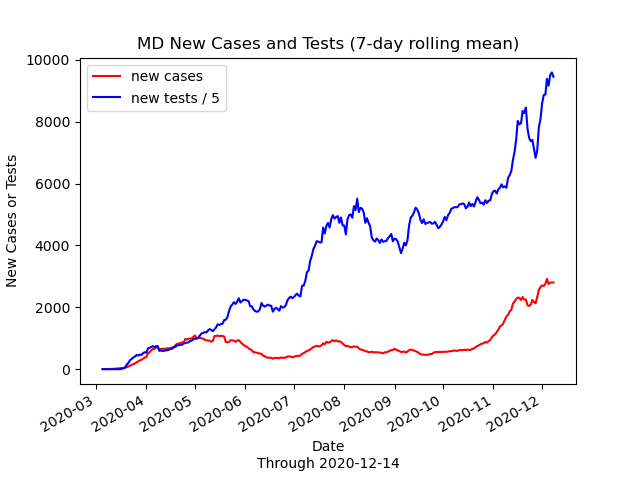 MD New Cases and Tests (7-day rolling mean)
new cases
new tests / 5
New Cases or Tests
10000
8000
6000
4000
2000
0
2020-03
2020-04
2020-05
2020-06
2020-07
2020-08
2020-09
2020-10
2020-11
2020-12
Date
Through 2020-12-14